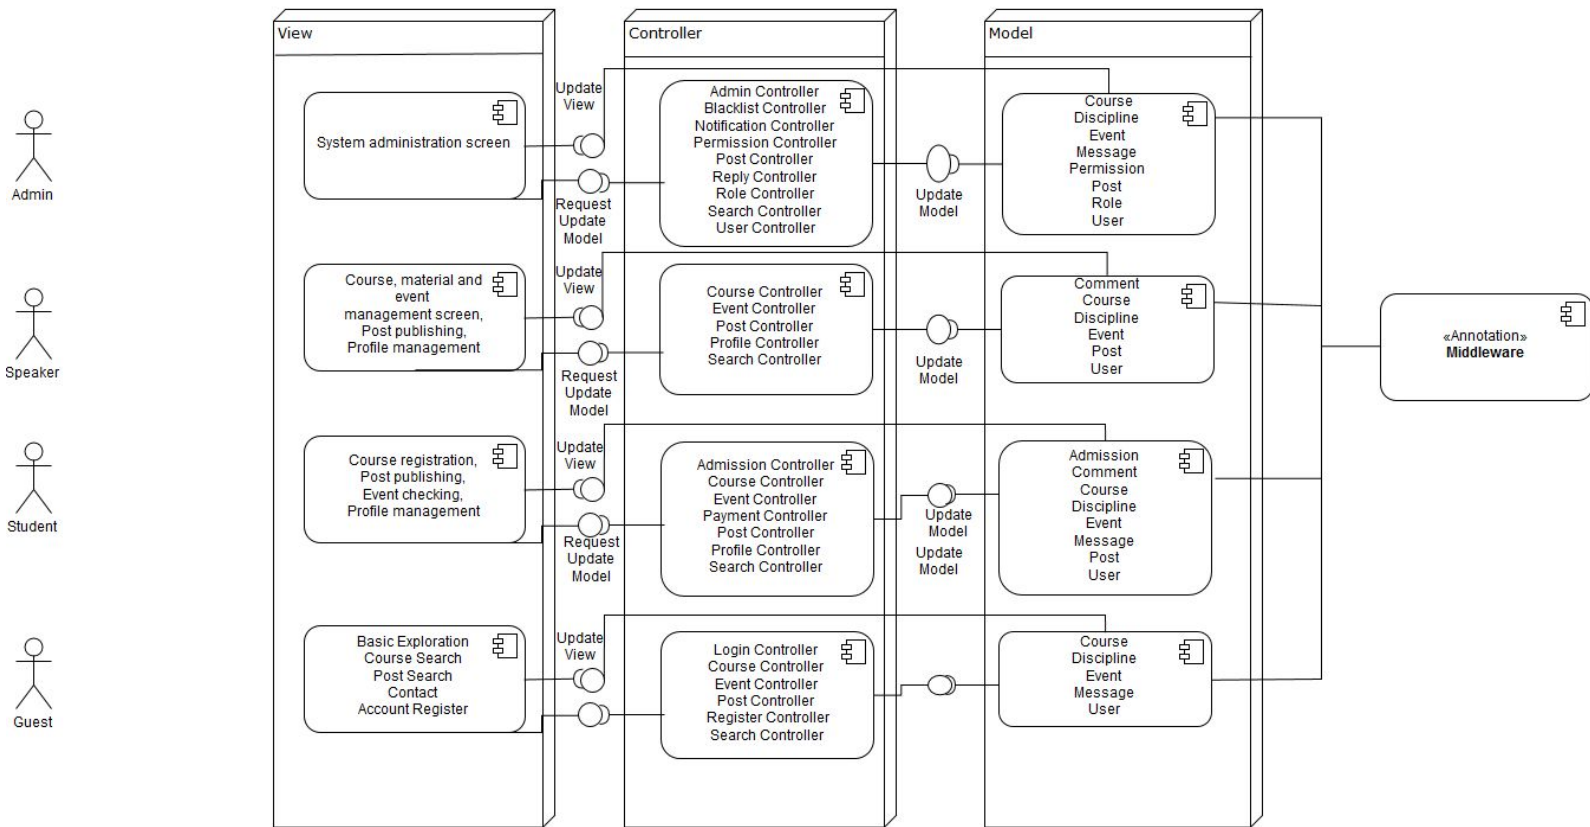 View
Controller
Model
Admin
System administration screen
Update
View
Request
Update
Model
Admin Controller
Blacklist Controller
Notification Controller
Permission Controller
Post Controller
Reply Controller
Role Controller
Search Controller
User Controller
Update
Model
Course
Discipline
Event
Message
Permission
Post
Role
User
Speaker
Course, material and
event
management screen,
Post publishing,
Profile management
Update
View
Request
Update
Model
Course Controller
Event Controller
Post Controller
Profile Controller
Search Controller
Update
Model
Comment
Course
Discipline
Event
Post
User
«Annotation»
Middleware
Student
Course registration,
Post publishing,
Event checking,
Profile management
Update
View
Request
Update
Model
Admission Controller
Course Controller
Event Controller
Payment Controller
Post Controller
Profile Controller
Search Controller
Update
Model
Update
Model
Admission
Comment
Course
Discipline
Event
Message
Post
User
Guest
Basic Exploration
Course Search
Post Search
Contact
Account Register
Update
View
Login Controller
Course Controller
Event Controller
Post Controller
Register Controller
Search Controller
Course
Discipline
Event
Message
User